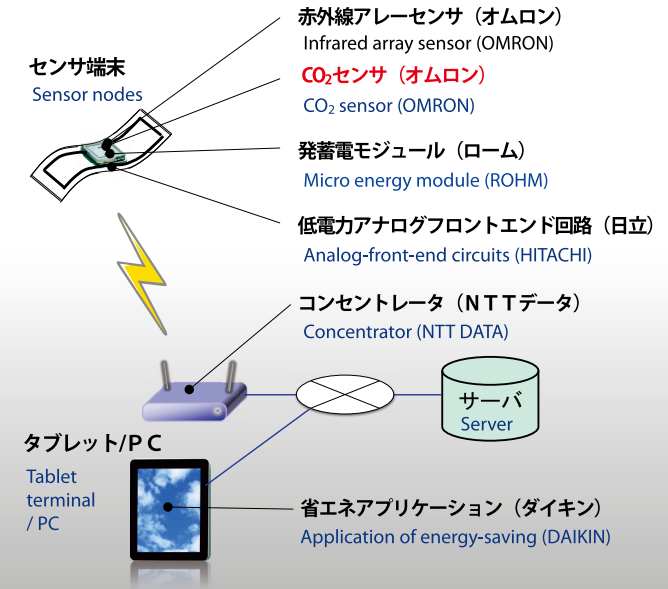 赤外線アレーセンサ（オムロン）
Infrared array sensor (OMRON)
センサ端末
Sensor nodes
CO₂センサ（オムロン）
CO₂ sensor (OMRON)
発蓄電モジュール（ローム）
Micro energy module (ROHM)
低電力アナログフロントエンド回路（日立）
Analog-front-end circuits (HITACHI)
コンセントレータ（ＮＴＴデータ）
Concentrator (NTT DATA)
サーバ
Server
タブレット/ＰＣ
Tablet
terminal
/ PC
省エネアプリケーション（ダイキン）
Application of energy-saving (DAIKIN)